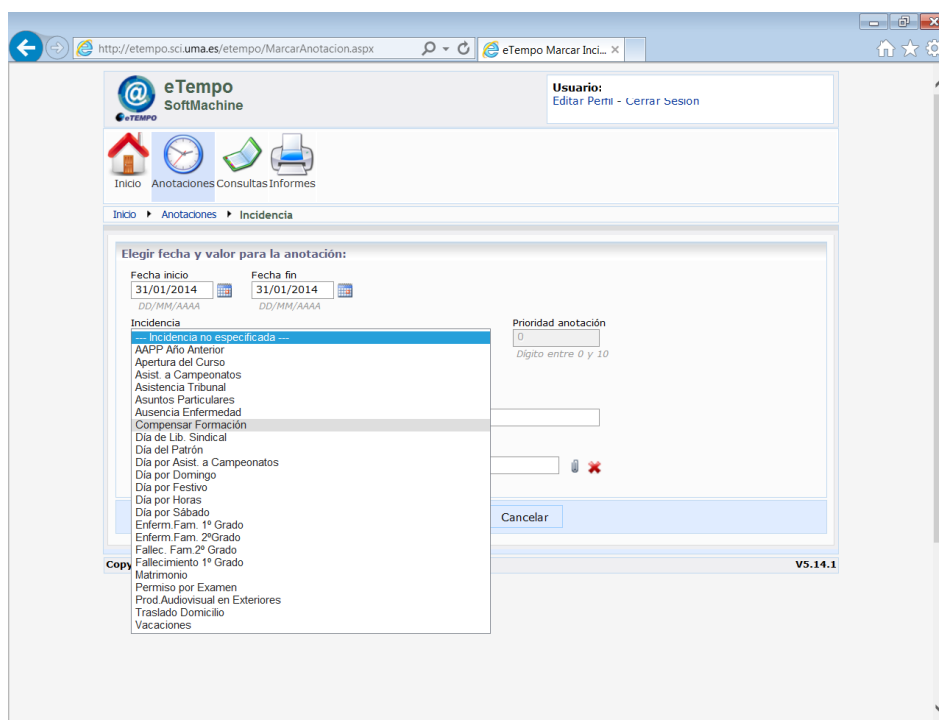 http://etempo.sci.uma.es/etempo/MarcarAnotacion.aspx
eTempo Marcar Inci...
eTempo
SoftMachine
eTEMPO
Usuario:
Editar Perfil - Cerrar Sesión
Inicio Anotaciones Consultas Informes
Inicio Anotaciones Incidencia
Elegir fecha y valor para la anotación:
Fecha inicio Fecha fin
31/01/2014 31/01/2014
DD/MM/AAAA DD/MM/AAAA
Incidencia Prioridad anotación
--- Incidencia no especificada --- 0
AAPP Año Anterior Dígito entre 0 y 10
Apertura del Curso
Asist. a Campeonatos
Asistencia Tribunal
Asuntos Particulares
Ausencia Enfermedad
Compensar Formación
Día de Lib. Sindical
Día del Patrón
Día por Asist. a Campeonatos
Día por Domingo
Día por Festivo
Día por Horas
Día por Sábado
Cancelar
Enferm.Fam. 1º Grado
Enferm.Fam. 2ºGrado
Fallec. Fam.2º Grado
Fallecimiento 1º Grado
Copy V5.14.1
Matrimonio
Permiso por Examen
Prod.Audiovisual en Exteriores
Traslado Domicilio
Vacaciones